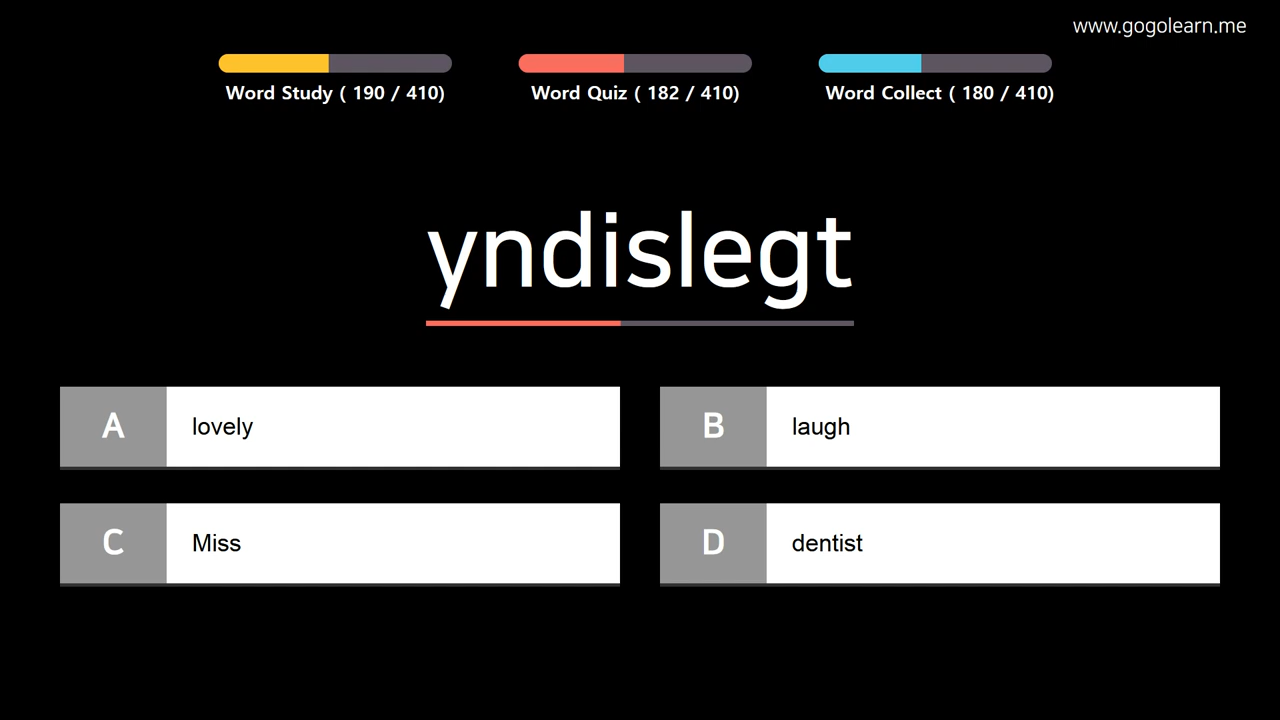 www.gogolearn.me
Word Study ( 190 / 410)
Word Quiz ( 182 / 410)
Word Collect ( 180 / 410)
yndislegt
A lovely
B laugh
C Miss
D dentist